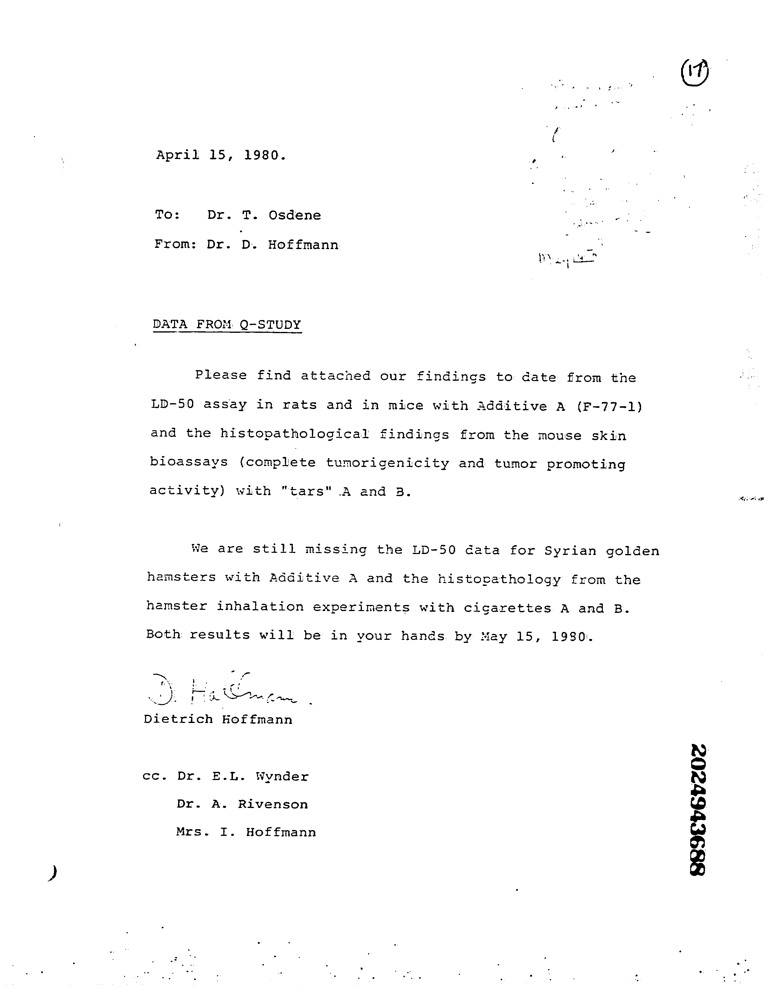 17
April 15, 1980.
To: Dr. T. Osdene
From: Dr. D. Hoffmann
DATA FROM Q-STUDY
Please find attached our findings to date from the
LD-50 assay in rats and in mice with Additive A (F-77-1)
and the histopathological findings from the mouse skin
bioassays (complete tumorigenicity and tumor promoting
activity) with "tars" A and B.
We are still missing the LD-50 data for Syrian golden
hamsters with Additive A and the histopathology from the
hamster inhalation experiments with cigarettes A and B.
Both results will be in your hands by May 15, 1980.
D. Hoffmann.
Dietrich Hoffmann
cc. Dr. E.L. Wynder
Dr. A. Rivenson
Mrs. I. Hoffmann
2024943688